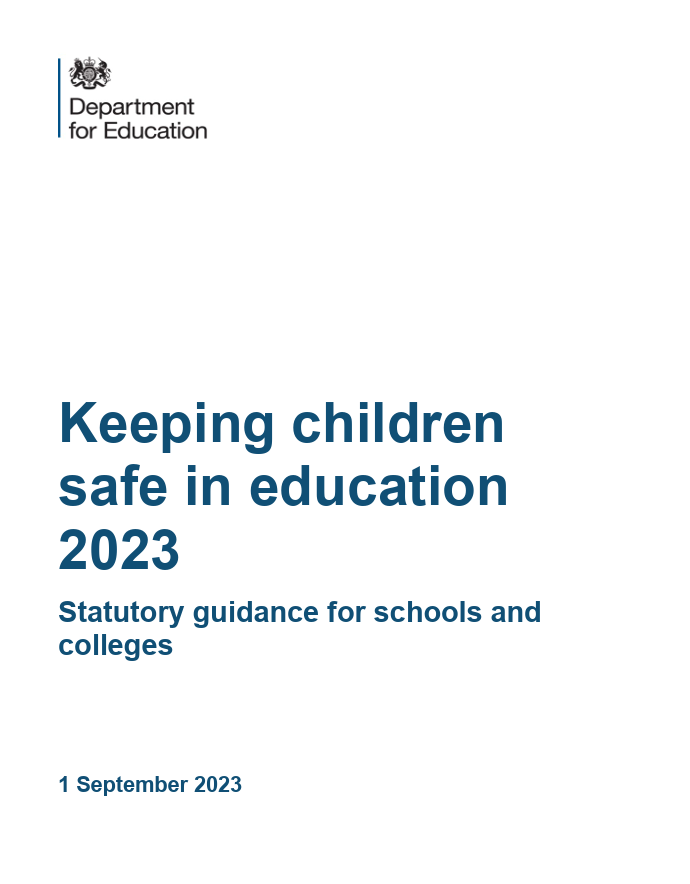 Department
for Education
Keeping children
safe in education
2023
Statutory guidance for schools and
colleges
1 September 2023